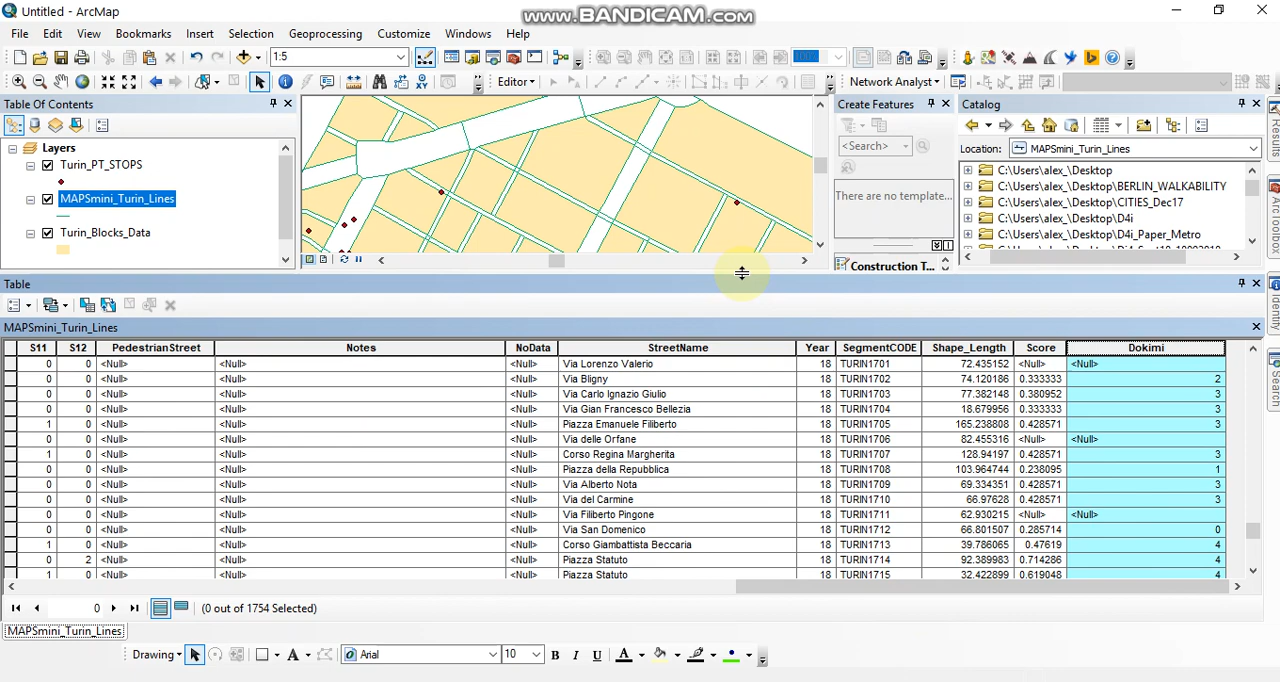 Untitled - ArcMap
www.BANDICAM.com
File Edit View Bookmarks Insert Selection Geoprocessing Customize Windows Help
1:5
Editor Network Analyst
Table Of Contents
Layers
Turin_PT_STOPS
MAPSmini_Turin_Lines
Turin_Blocks_Data
Create Features
<Search>
There are no template...
Construction T...
Catalog
Location: MAPSmini_Turin_Lines
C:\Users\alex_\Desktop
C:\Users\alex_\Desktop\BERLIN_WALKABILITY
C:\Users\alex_\Desktop\CITIES_Dec17
C:\Users\alex_\Desktop\D4i
C:\Users\alex_\Desktop\D4i_Paper_Metro
Results
ArcToolbox
Identify
Search
Table
MAPSmini_Turin_Lines
S11 S12 PedestrianStreet Notes NoData StreetName Year SegmentCODE Shape_Length Score Dokimi
0 0 <Null> <Null> <Null> Via Lorenzo Valerio 18 TURIN1701 72.435152 <Null> <Null>
0 0 <Null> <Null> <Null> Via Bligny 18 TURIN1702 74.120186 0.333333 2
0 0 <Null> <Null> <Null> Via Carlo Ignazio Giulio 18 TURIN1703 77.382148 0.380952 3
0 0 <Null> <Null> <Null> Via Gian Francesco Bellezia 18 TURIN1704 18.679956 0.333333 3
1 0 <Null> <Null> <Null> Piazza Emanuele Filiberto 18 TURIN1705 165.238808 0.428571 3
0 0 <Null> <Null> <Null> Via delle Orfane 18 TURIN1706 82.455316 <Null> <Null>
1 0 <Null> <Null> <Null> Corso Regina Margherita 18 TURIN1707 128.94197 0.428571 3
0 0 <Null> <Null> <Null> Piazza della Repubblica 18 TURIN1708 103.964744 0.238095 1
0 0 <Null> <Null> <Null> Via Alberto Nota 18 TURIN1709 69.334351 0.428571 3
0 0 <Null> <Null> <Null> Via del Carmine 18 TURIN1710 66.97628 0.428571 3
0 0 <Null> <Null> <Null> Via Filiberto Pingone 18 TURIN1711 62.930215 <Null> <Null>
0 0 <Null> <Null> <Null> Via San Domenico 18 TURIN1712 66.801507 0.285714 0
1 0 <Null> <Null> <Null> Corso Giambattista Beccaria 18 TURIN1713 39.786065 0.47619 4
0 2 <Null> <Null> <Null> Piazza Statuto 18 TURIN1714 92.389983 0.714286 4
1 0 <Null> <Null> <Null> Piazza Statuto 18 TURIN1715 32.422899 0.619048 4
0 (0 out of 1754 Selected)
MAPSmini_Turin_Lines
Drawing A Arial 10 B I U A